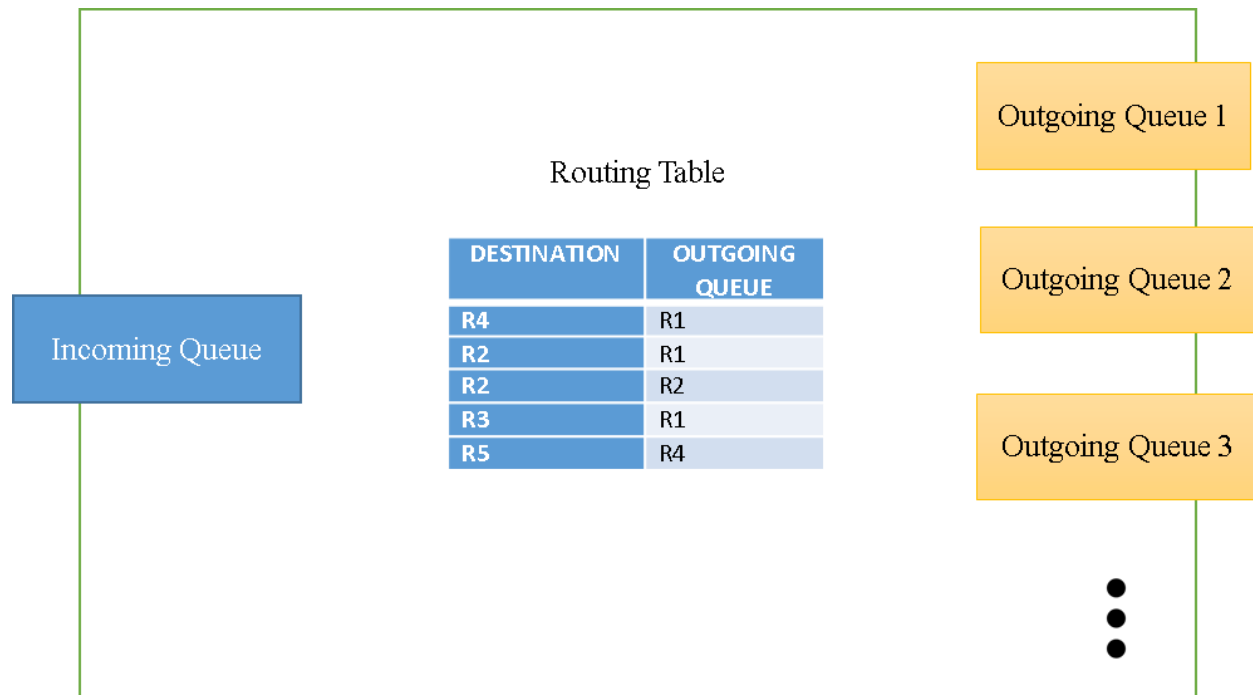 Outgoing Queue 1
Routing Table
DESTINATION OUTGOING
QUEUE
R4 R1
R2 R1
R2 R2
R3 R1
R5 R4
Incoming Queue
Outgoing Queue 2
Outgoing Queue 3